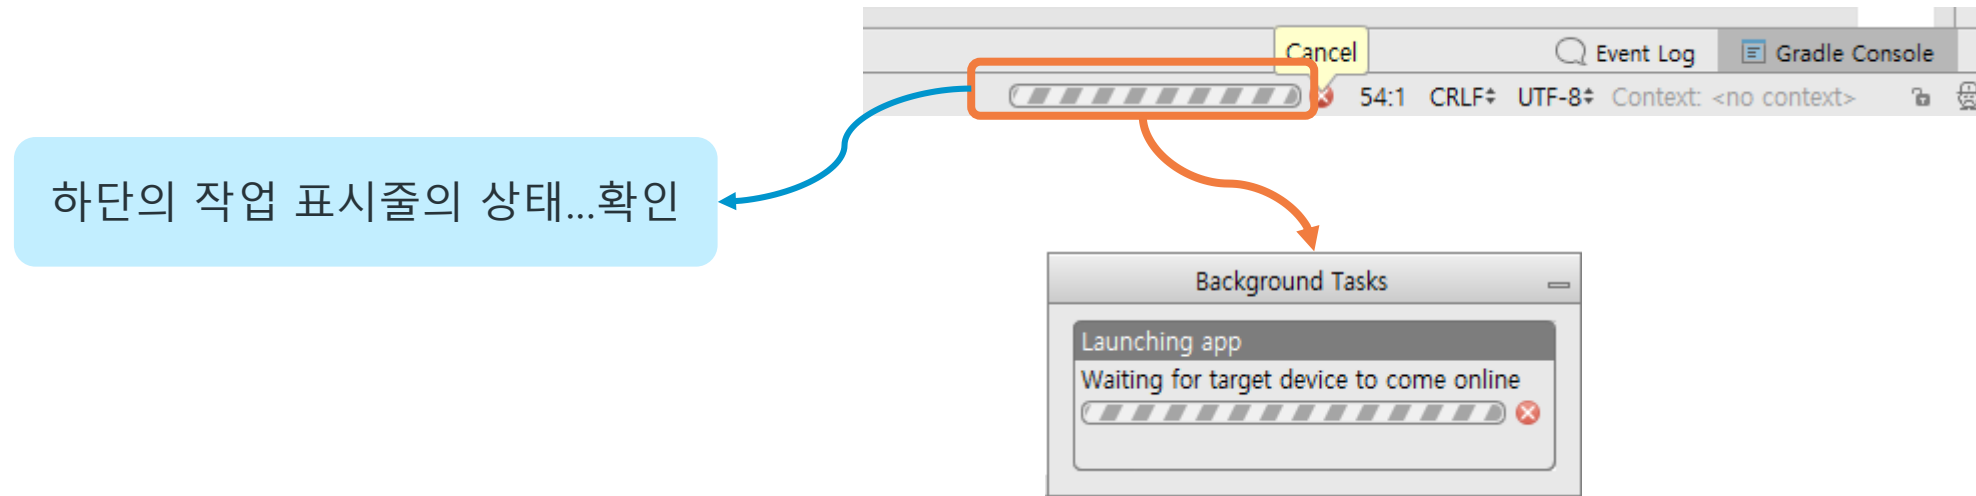 Cancel
Event Log Gradle Console
54:1 CRLF UTF-8 Context: <no context>
하단의 작업 표시줄의 상태...확인
Background Tasks
Launching app
Waiting for target device to come online